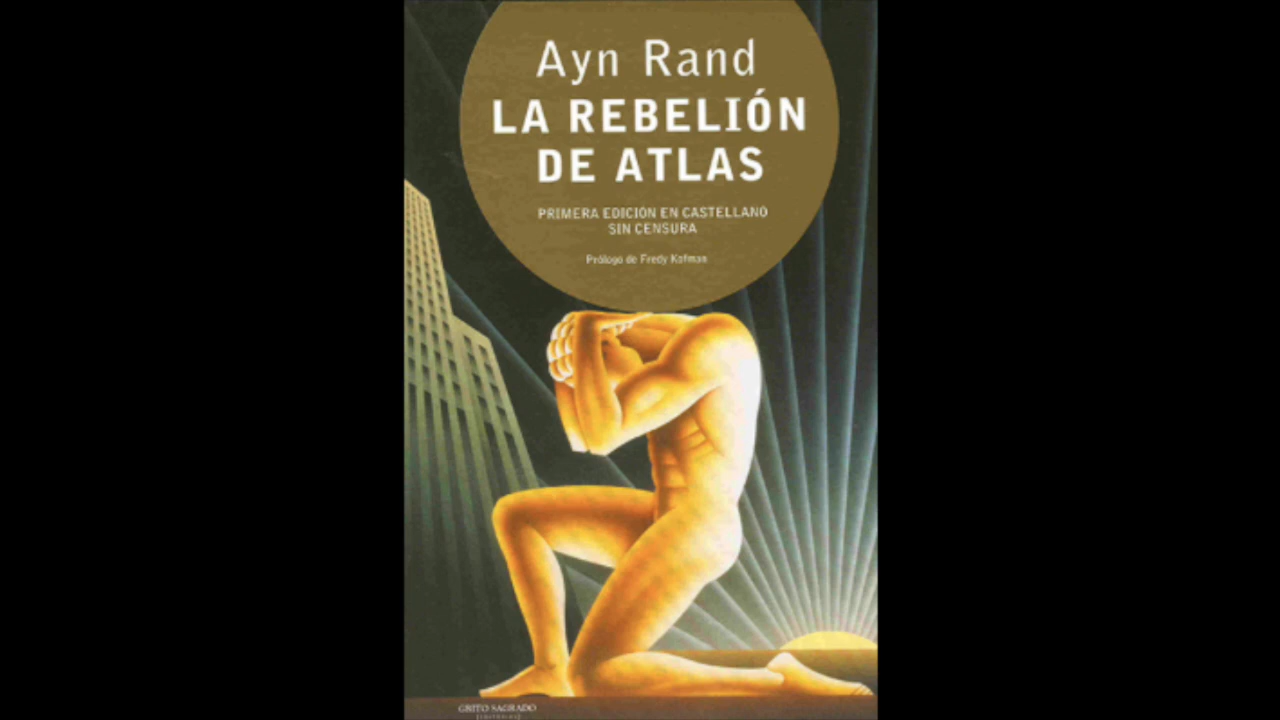 Ayn Rand
LA REBELIÓN
DE ATLAS
PRIMERA EDICIÓN EN CASTELLANO
SIN CENSURA
Prólogo de Fredy Kofman
GRITO SAGRADO